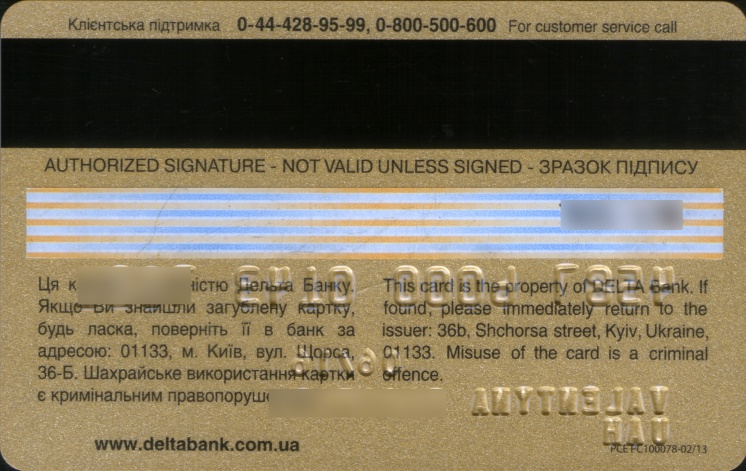 Клієнтська підтримка 0-44-428-95-99, 0-800-500-600 For customer service call
AUTHORIZED SIGNATURE - NOT VALID UNLESS SIGNED - ЗРАЗОК ПІДПИСУ
Ця Дельта Банку.
Якщо Ви знайшли загублену картку,
будь ласка, поверніть її в банк за
адресою: 01133, м. Київ, вул. Щорса,
36-Б. Шахрайське використання картки
є кримінальним
This card is the property of DELTA Bank. If
found, please immediately return to the
issuer: 36b, Shchorsa street, Kyiv, Ukraine,
01133. Misuse of the card is a criminal
offence.
VALENTYNA
UAH
www.deltabank.com.ua
PCEFC100078-02/13